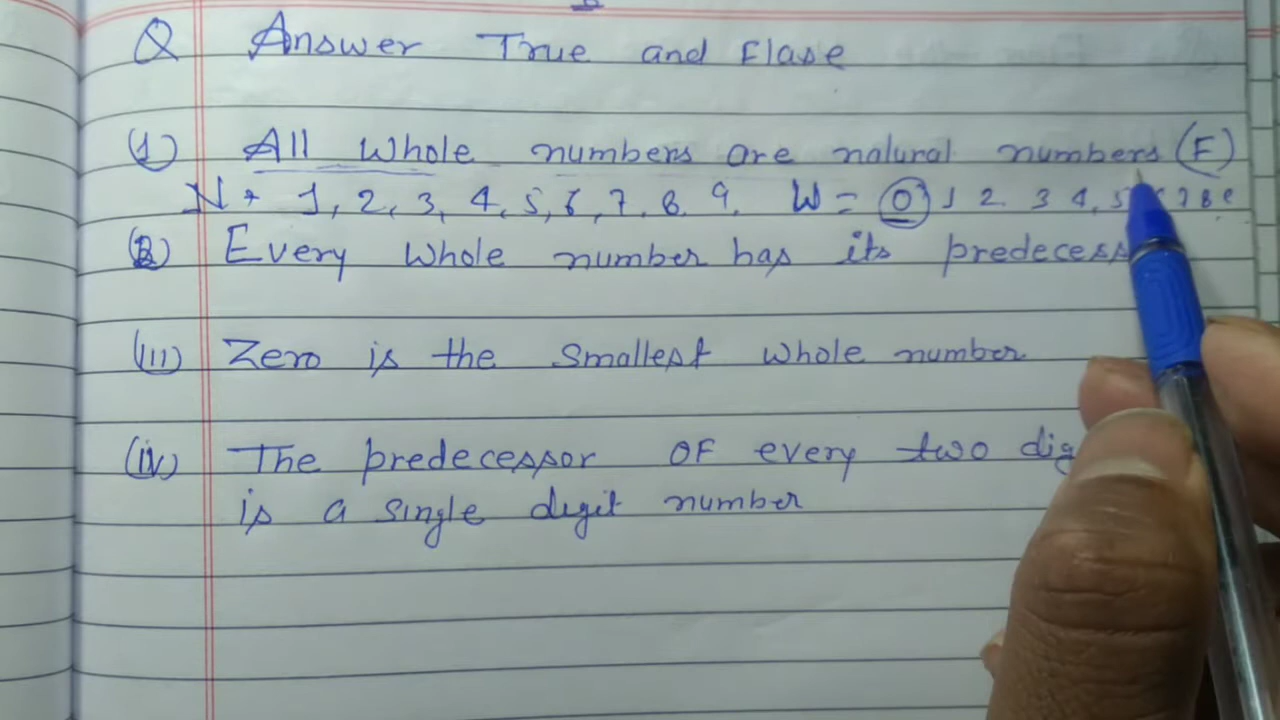 Q Answer True and Flase
(1) All Whole numbers are natural numbers (F)
N = 1, 2, 3, 4, 5, 6, 7, 8, 9. W = 0 1 2 3 4, 5 7 8
(2) Every Whole number has its
(iii) Zero is the Smallest Whole number
(iv) The predecessor OF every two
is a single digit number